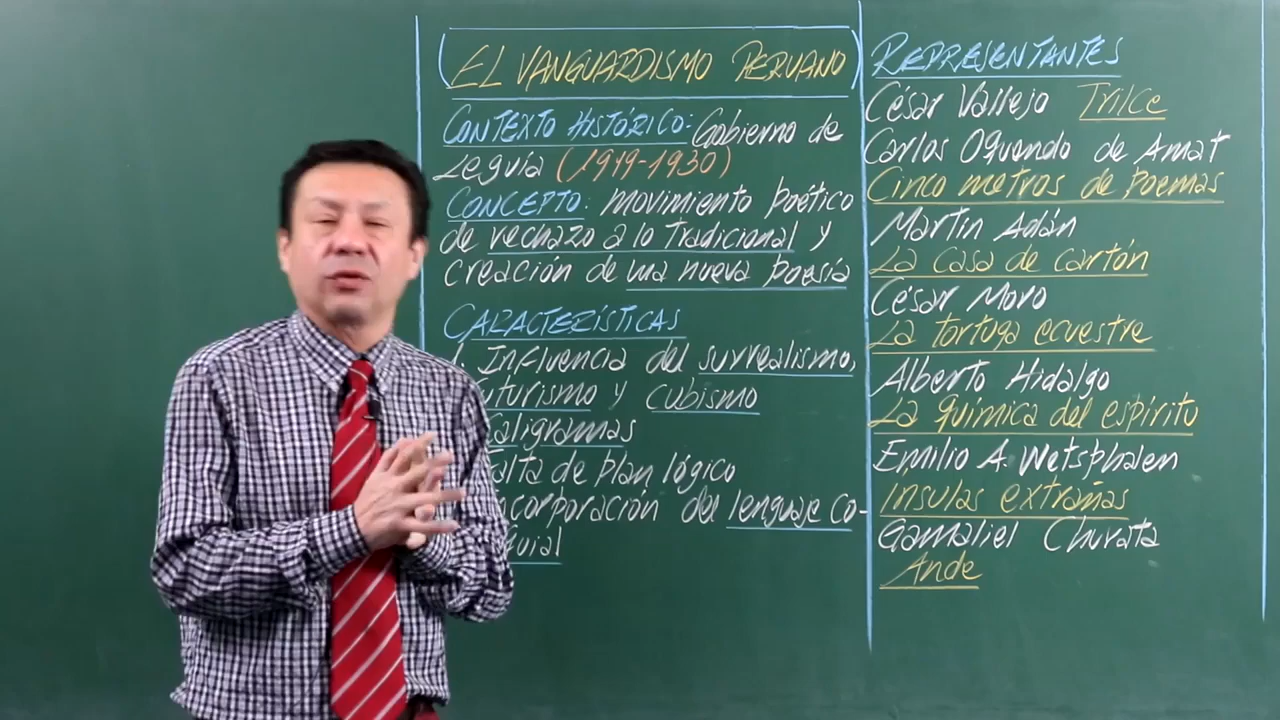 EL VANGUARDISMO PERUANO
CONTEXTO HISTÓRICO: Gobierno de
Leguía (1919-1930)
CONCEPTO: movimiento poético
de rechazo a lo tradicional y
creación de una nueva poesía
CARACTERÍSTICAS
Influencia del surrealismo,
uturismo y cubismo
aligramas
alta de plan lógico
ncorporación del lenguaje co-
quial
REPRESENTANTES
César Vallejo Trilce
Carlos Oquendo de Amat
Cinco metros de poemas
Martín Adán
La casa de cartón
César Moro
La tortuga ecuestre
Alberto Hidalgo
La química del espíritu
Emilio A. Wetsphalen
Insulas extrañas
Gamaliel Churata
Ande